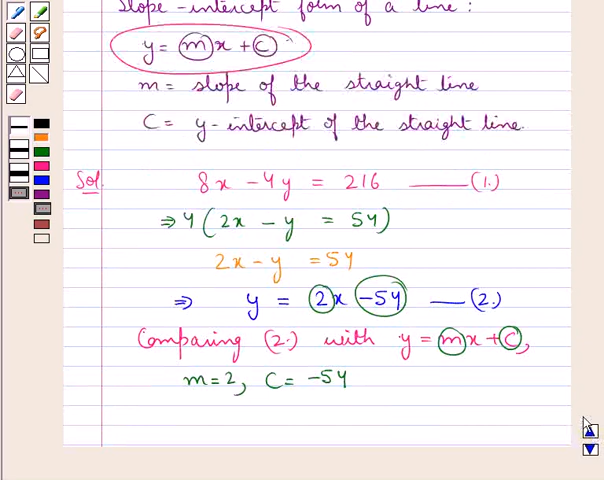 Slope-intercept form of a line :
y = mx + c
m = slope of the straight line
C = y-intercept of the straight line.
Sol. 8x - 4y = 216 ——— (1.)
⇒ 4 ( 2x - y = 54 )
2x - y = 54
⇒ y = 2x - 54 —— (2.)
Comparing (2.) with y = mx + c,
m = 2, C = -54